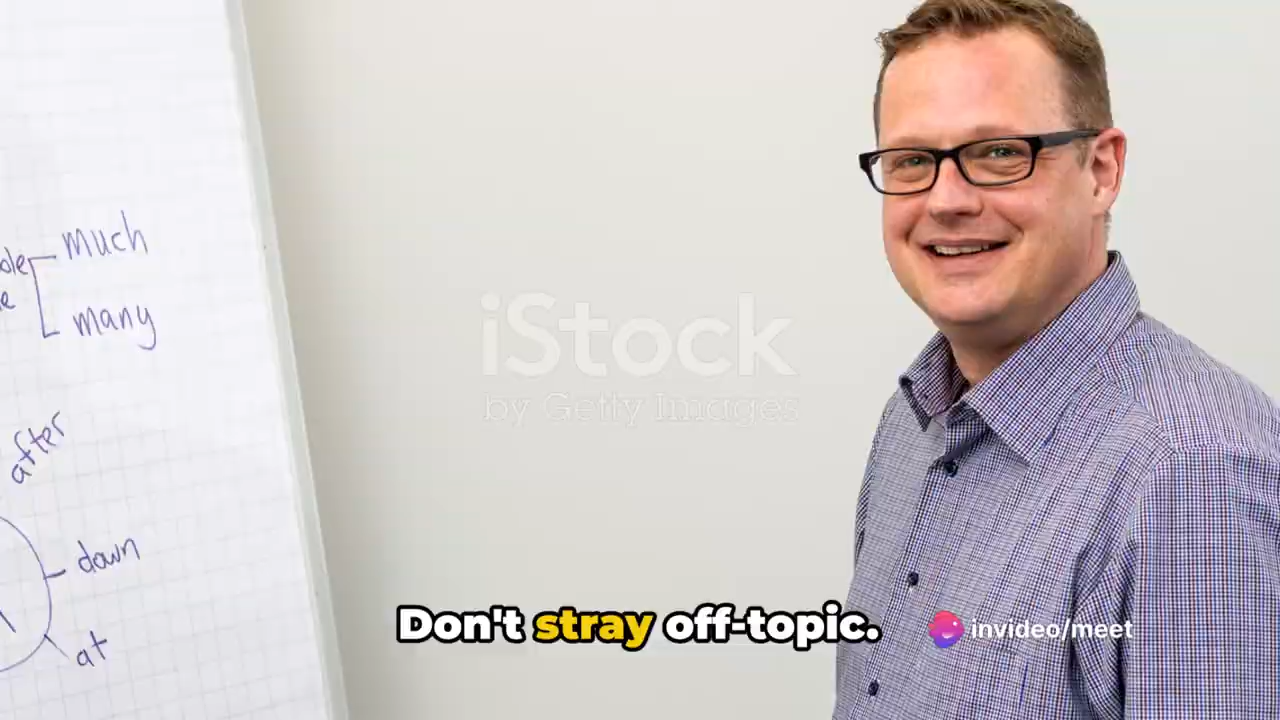 much
many
after
down
at
iStock
by Getty Images
Don't stray off-topic.
invideo/meet